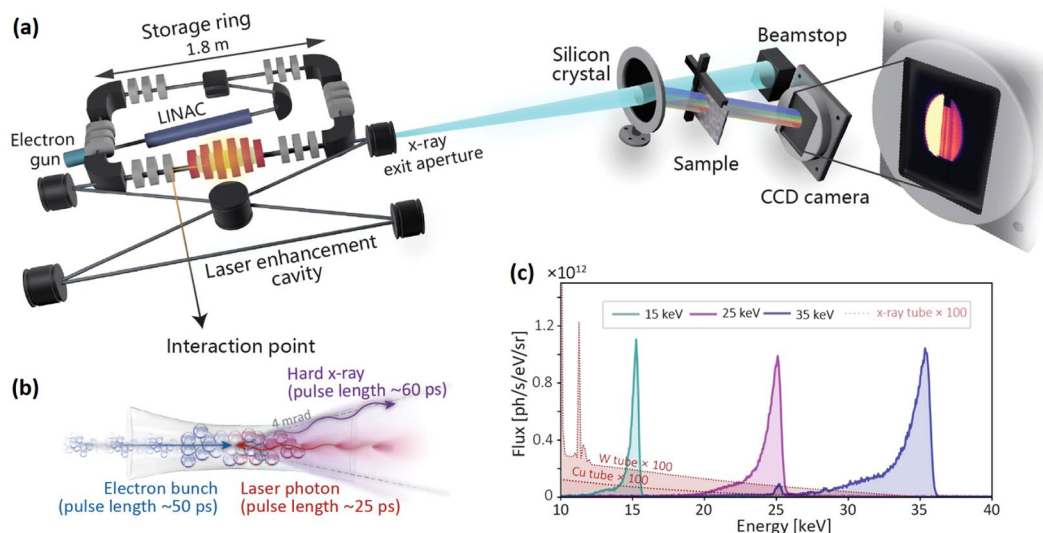 (a)
Storage ring
1.8 m
LINAC
Electron
gun
x-ray
exit aperture
Laser enhancement
cavity
Interaction point
Silicon
crystal
Sample
Beamstop
CCD camera
(b)
Hard x-ray
(pulse length ~60 ps)
4 mrad
Electron bunch
(pulse length ~50 ps)
Laser photon
(pulse length ~25 ps)
(c)
×10¹²
15 keV
25 keV
35 keV
x-ray tube × 100
Flux [ph/s/eV/sr]
1.2
0.8
0.4
0
W tube × 100
Cu tube × 100
10
15
20
25
30
35
40
Energy [keV]